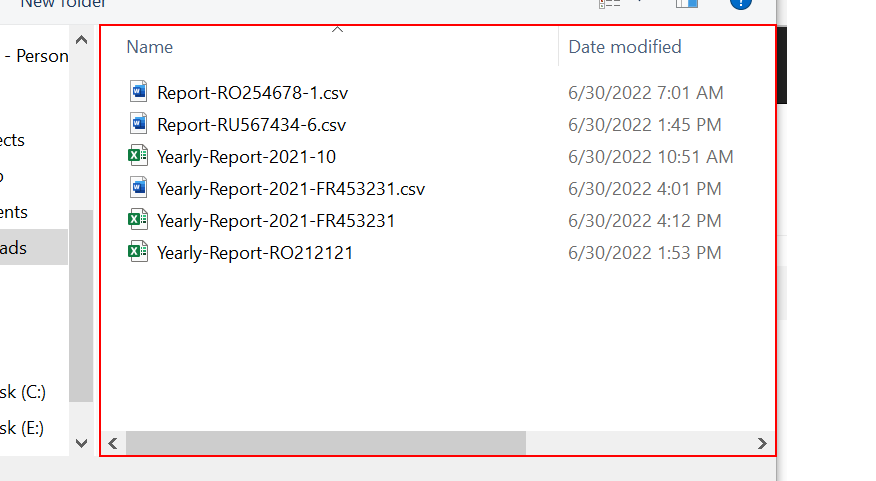 New folder
Name
Date modified
- Person
Report-RO254678-1.csv
6/30/2022 7:01 AM
Report-RU567434-6.csv
6/30/2022 1:45 PM
ects
Yearly-Report-2021-10
6/30/2022 10:51 AM
Yearly-Report-2021-FR453231.csv
6/30/2022 4:01 PM
ents
Yearly-Report-2021-FR453231
6/30/2022 4:12 PM
ads
Yearly-Report-RO212121
6/30/2022 1:53 PM
sk (C:)
sk (E:)